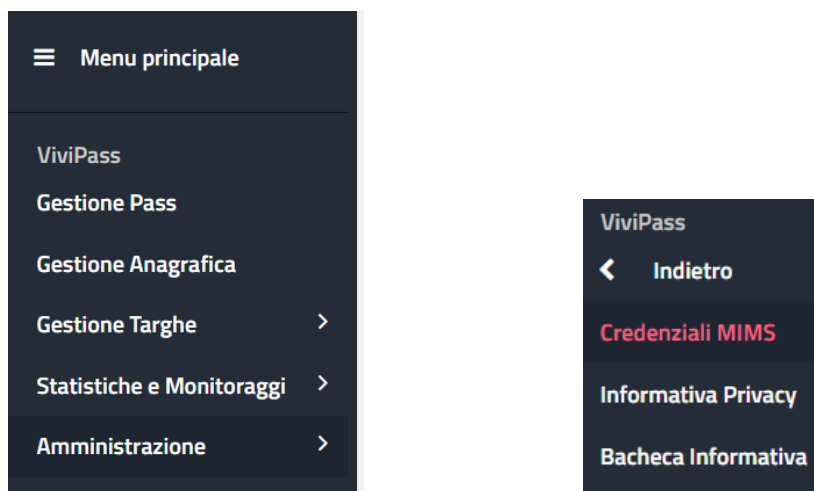 Menu principale
ViviPass
Gestione Pass
Gestione Anagrafica
Gestione Targhe
Statistiche e Monitoraggi
Amministrazione
ViviPass
Indietro
Credenziali MIMS
Informativa Privacy
Bacheca Informativa